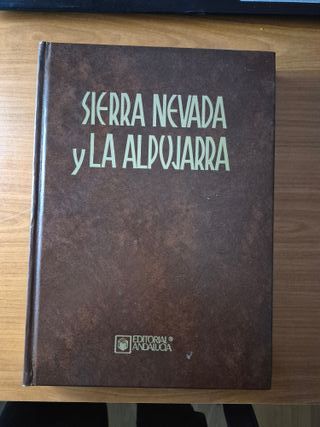 SIERRA NEVADA
y LA ALPUJARRA
EDITORIAL
ANDALUCIA